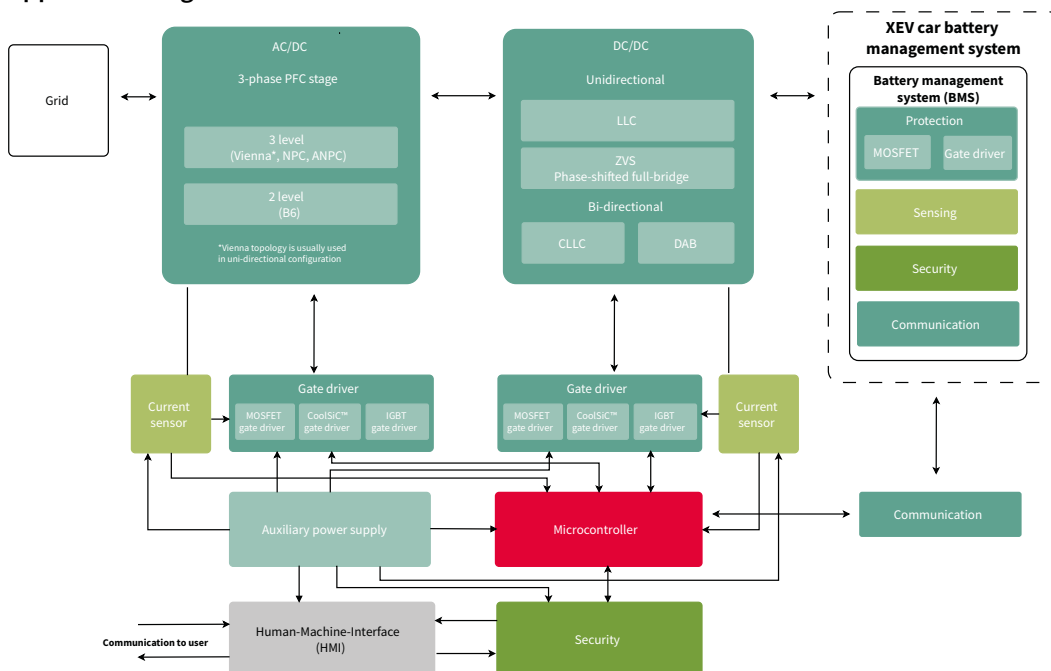 Grid
AC/DC
3-phase PFC stage
3 level
(Vienna*, NPC, ANPC)
2 level
(B6)
*Vienna topology is usually used
in uni-directional configuration
DC/DC
Unidirectional
LLC
ZVS
Phase-shifted full-bridge
Bi-directional
CLLC
DAB
XEV car battery
management system
Battery management
system (BMS)
Protection
MOSFET
Gate driver
Sensing
Security
Communication
Current
sensor
Gate driver
MOSFET
gate driver
CoolSiC™
gate driver
IGBT
gate driver
Gate driver
MOSFET
gate driver
CoolSiC™
gate driver
IGBT
gate driver
Current
sensor
Auxiliary power supply
Microcontroller
Communication
Communication to user
Human-Machine-Interface
(HMI)
Security